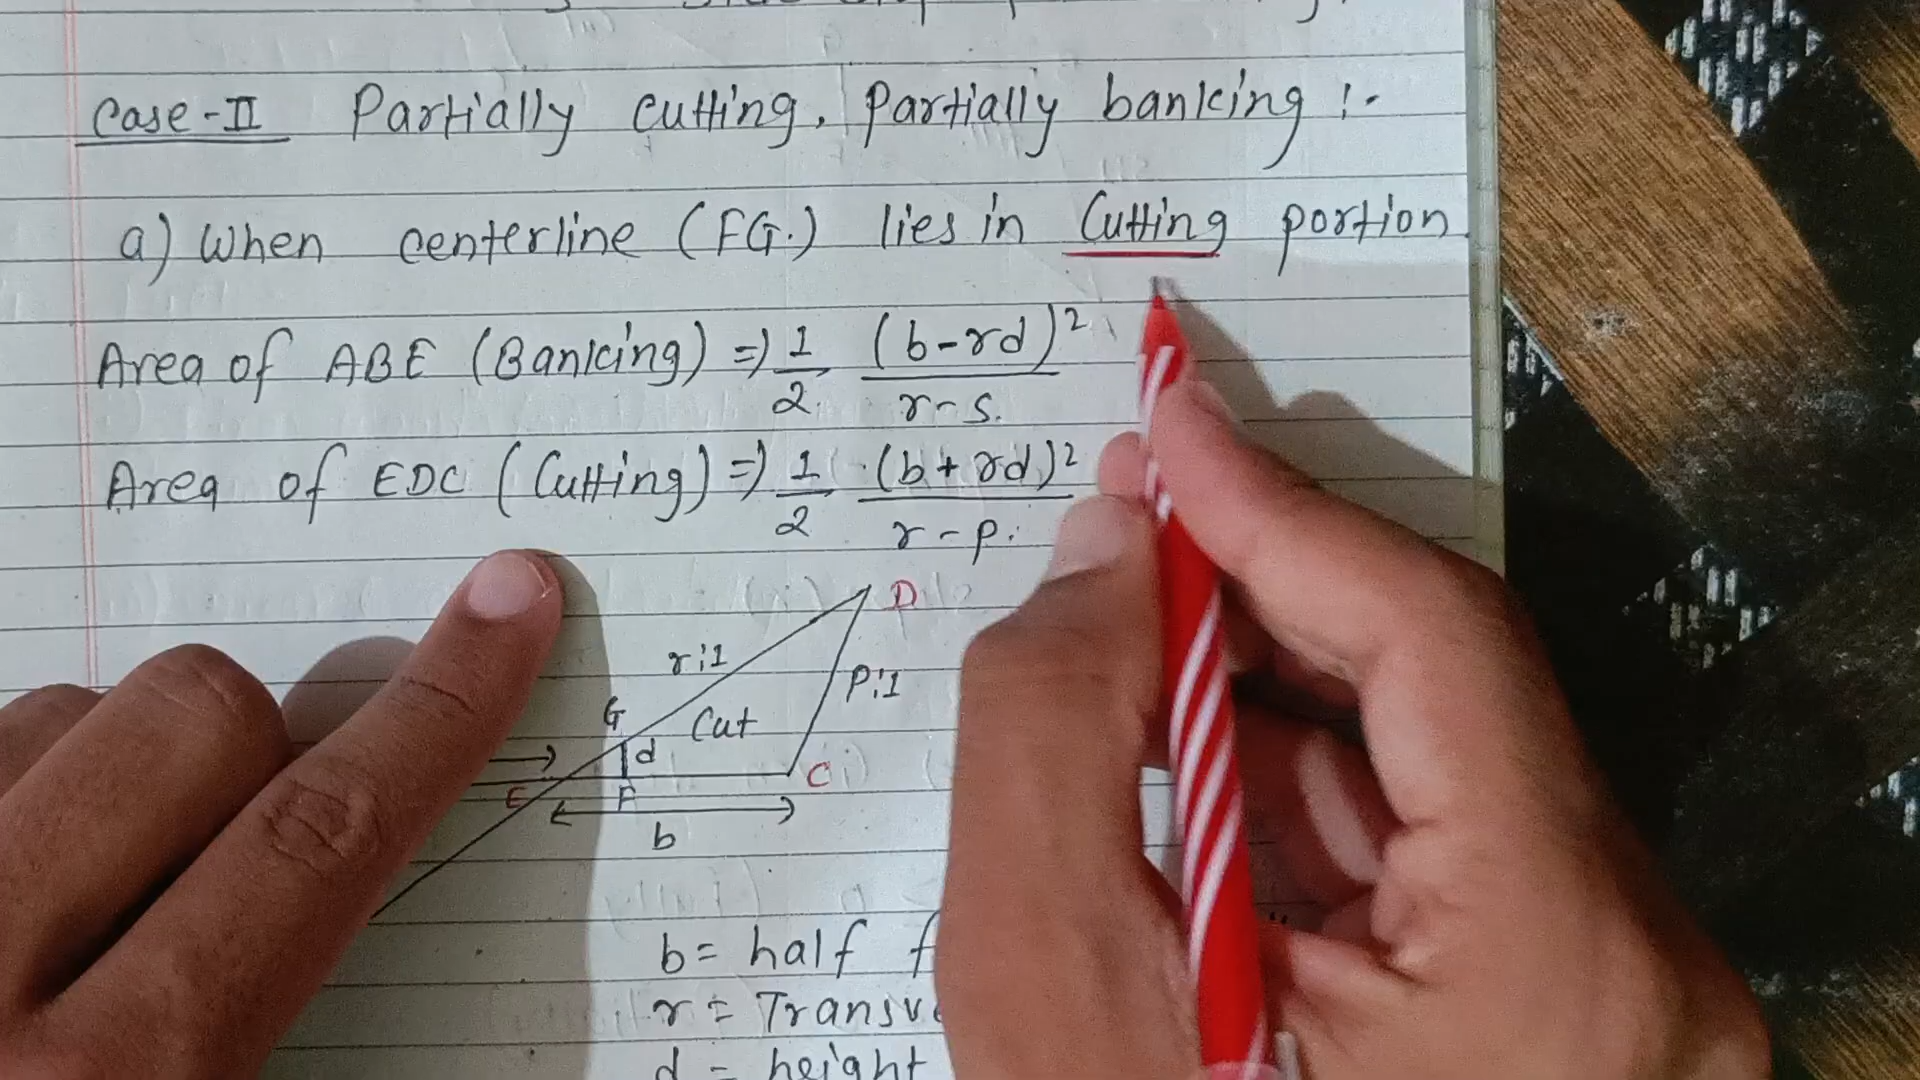 Case-II Partially cutting, Partially banking :-
a) When centerline (FG.) lies in Cutting portion.
Area of ABE (Banking) => 1/2 (b-rd)²/r-s.
Area of EDC (Cutting) => 1/2 (b+rd)²/r-p.
D
r:1
P:1
G
Cut
d
C
E
F
b
b = half
r = Transv
d = height